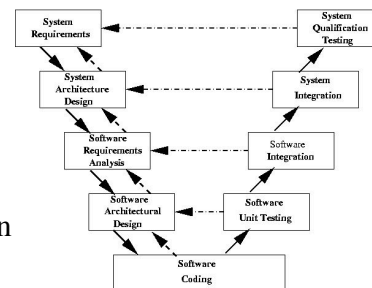 System
Requirements
System
Qualification
Testing
System
Architecture
Design
System
Integration
Software
Requirements
Analysis
Software
Integration
Software
Architectural
Design
Software
Unit Testing
n
Software
Coding